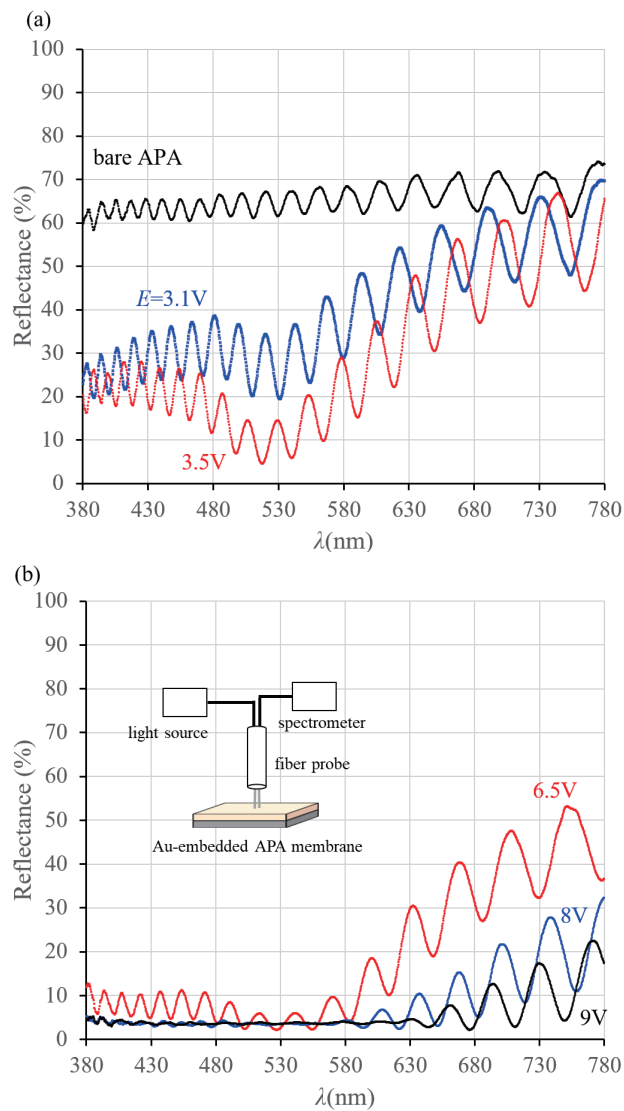 (a)
100
90
80
70
60
50
40
30
20
10
0
Reflectance (%)
bare APA
E=3.1V
3.5V
380 430 480 530 580 630 680 730 780
λ(nm)
(b)
100
90
80
70
60
50
40
30
20
10
0
Reflectance (%)
light source
spectrometer
fiber probe
Au-embedded APA membrane
6.5V
8V
9V
380 430 480 530 580 630 680 730 780
λ(nm)